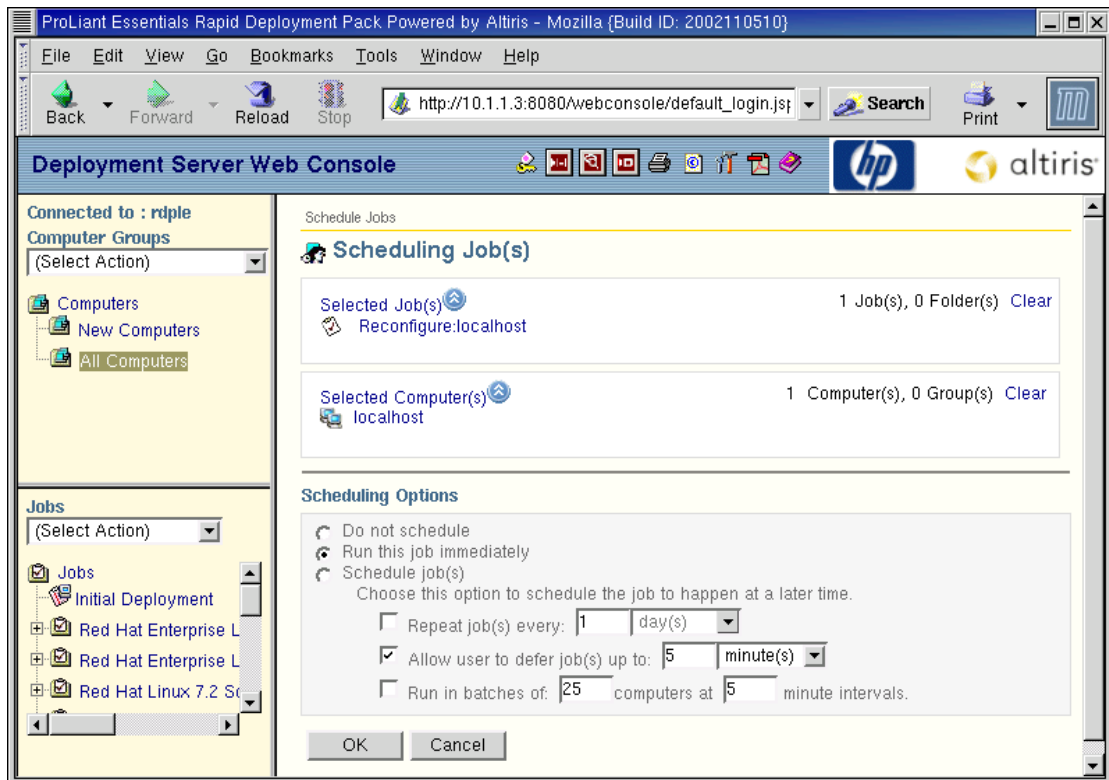 ProLiant Essentials Rapid Deployment Pack Powered by Altiris - Mozilla {Build ID: 2002110510}
File Edit View Go Bookmarks Tools Window Help
Back Forward Reload Stop http://10.1.1.3:8080/webconsole/default_login.jsp Search Print
Deployment Server Web Console hp altiris
Connected to : rdple
Computer Groups
(Select Action)
Computers
New Computers
All Computers
Jobs
(Select Action)
Jobs
Initial Deployment
Red Hat Enterprise L
Red Hat Enterprise L
Red Hat Linux 7.2 Sc
Schedule Jobs
Scheduling Job(s)
Selected Job(s) 1 Job(s), 0 Folder(s) Clear
Reconfigure:localhost
Selected Computer(s) 1 Computer(s), 0 Group(s) Clear
localhost
Scheduling Options
Do not schedule
Run this job immediately
Schedule job(s)
Choose this option to schedule the job to happen at a later time.
Repeat job(s) every: 1 day(s)
Allow user to defer job(s) up to: 5 minute(s)
Run in batches of: 25 computers at 5 minute intervals.
OK Cancel